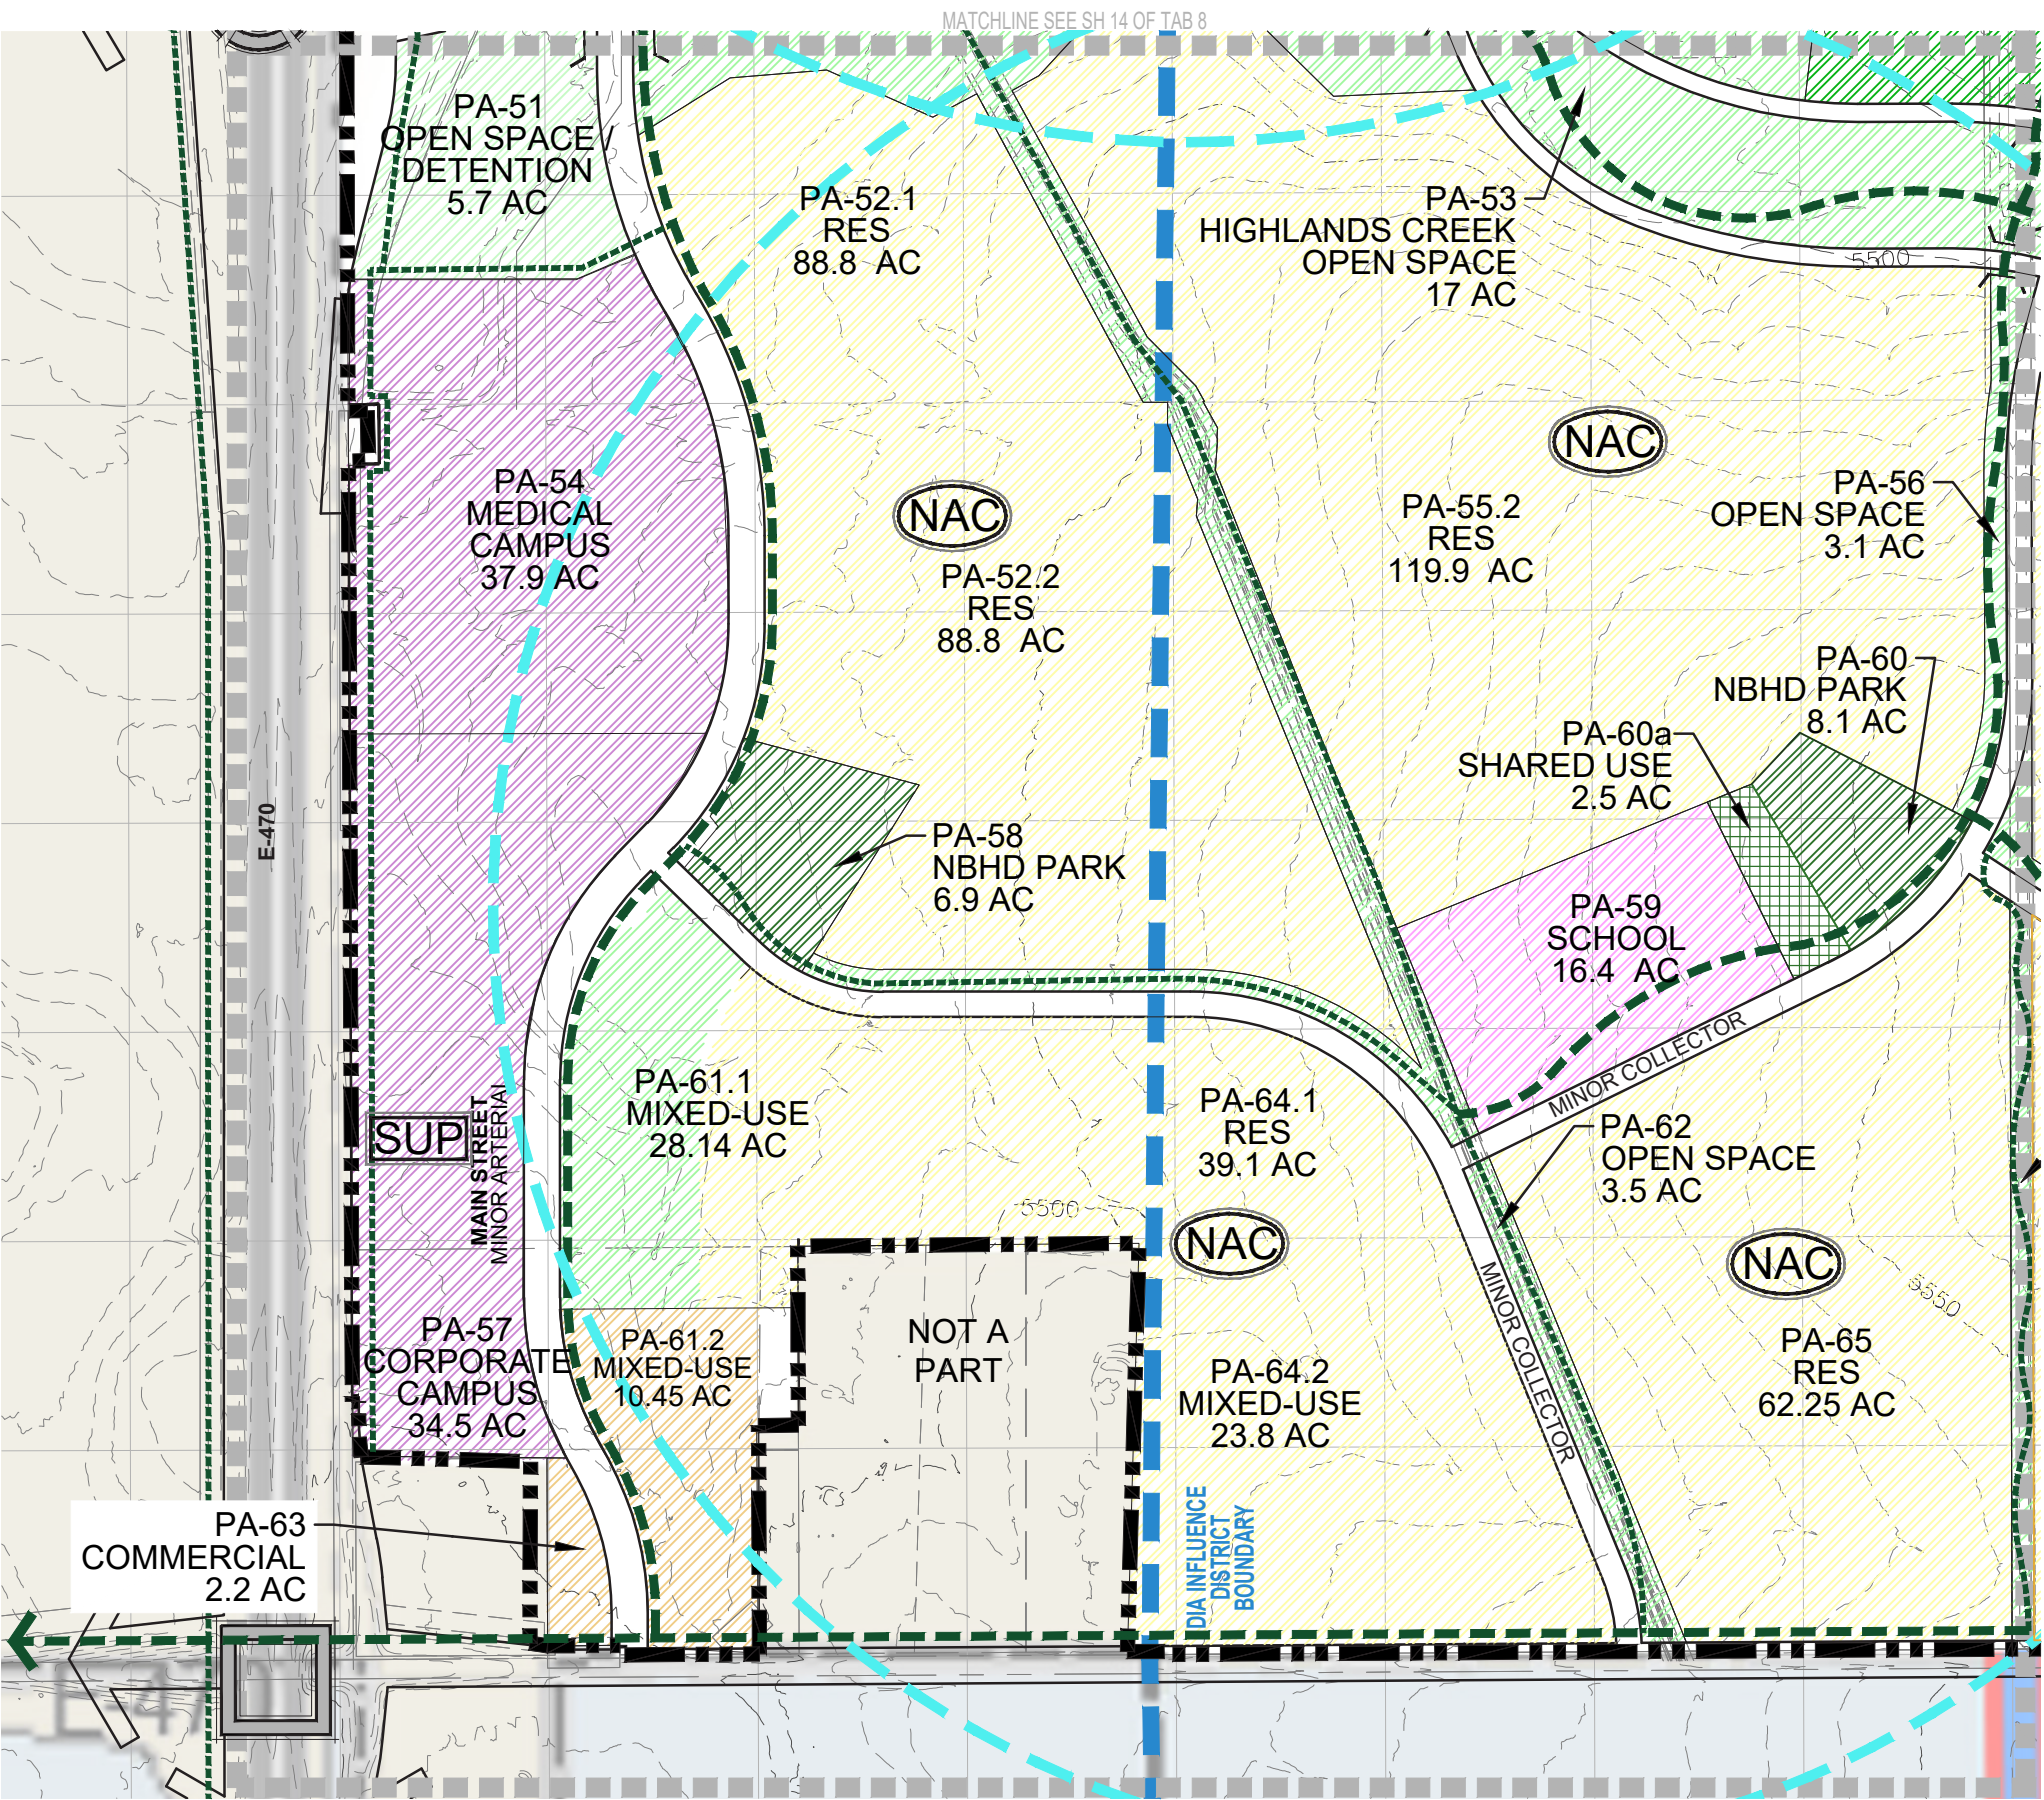 MATCHLINE SEE SH 14 OF TAB 8
PA-51
OPEN SPACE /
DETENTION
5.7 AC
PA-52.1
RES
88.8 AC
PA-53
HIGHLANDS CREEK
OPEN SPACE
17 AC
5500
NAC
PA-54
MEDICAL
CAMPUS
37.9 AC
NAC
PA-52.2
RES
88.8 AC
PA-55.2
RES
119.9 AC
PA-56
OPEN SPACE
3.1 AC
PA-60
NBHD PARK
8.1 AC
PA-60a
SHARED USE
2.5 AC
E-470
PA-58
NBHD PARK
6.9 AC
PA-59
SCHOOL
16.4 AC
MINOR COLLECTOR
PA-61.1
MIXED-USE
28.14 AC
PA-64.1
RES
39.1 AC
PA-62
OPEN SPACE
3.5 AC
SUP
MAIN STREET
MINOR ARTERIAL
5500
NAC
NAC
5550
MINOR COLLECTOR
PA-57
CORPORATE
CAMPUS
34.5 AC
PA-61.2
MIXED-USE
10.45 AC
NOT A
PART
PA-64.2
MIXED-USE
23.8 AC
PA-65
RES
62.25 AC
DIA INFLUENCE
DISTRICT
BOUNDARY
PA-63
COMMERCIAL
2.2 AC